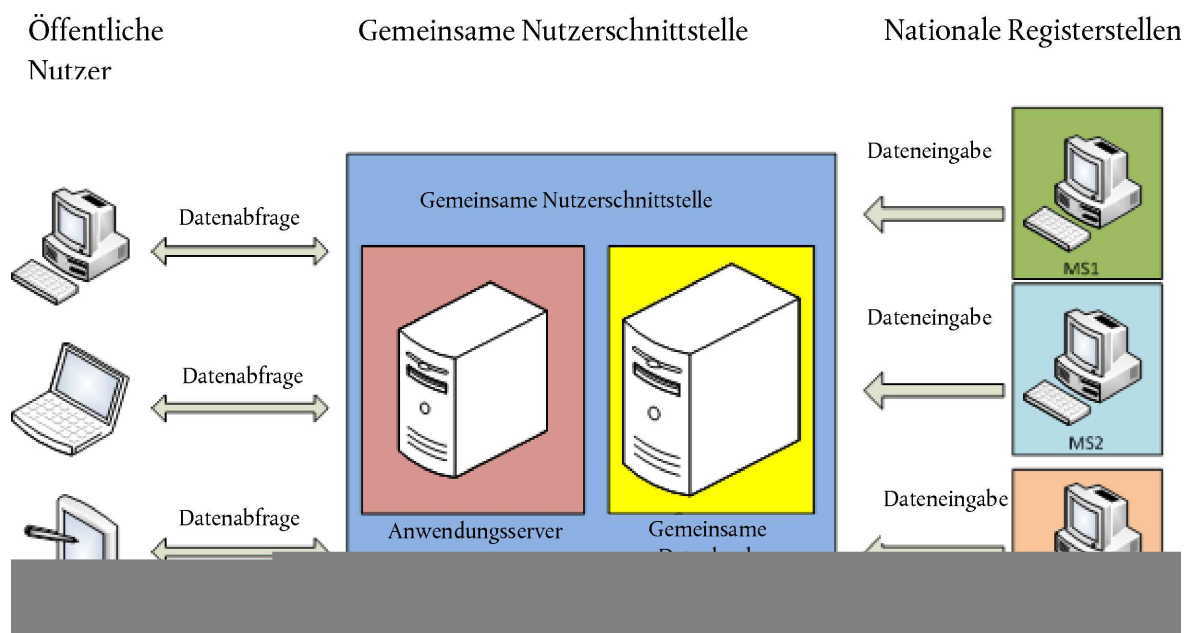 Öffentliche
Nutzer
Gemeinsame Nutzerschnittstelle
Nationale Registerstellen
Dateneingabe
Gemeinsame Nutzerschnittstelle
Datenabfrage
MS1
Dateneingabe
Datenabfrage
MS2
Dateneingabe
Datenabfrage
Anwendungsserver
Gemeinsame